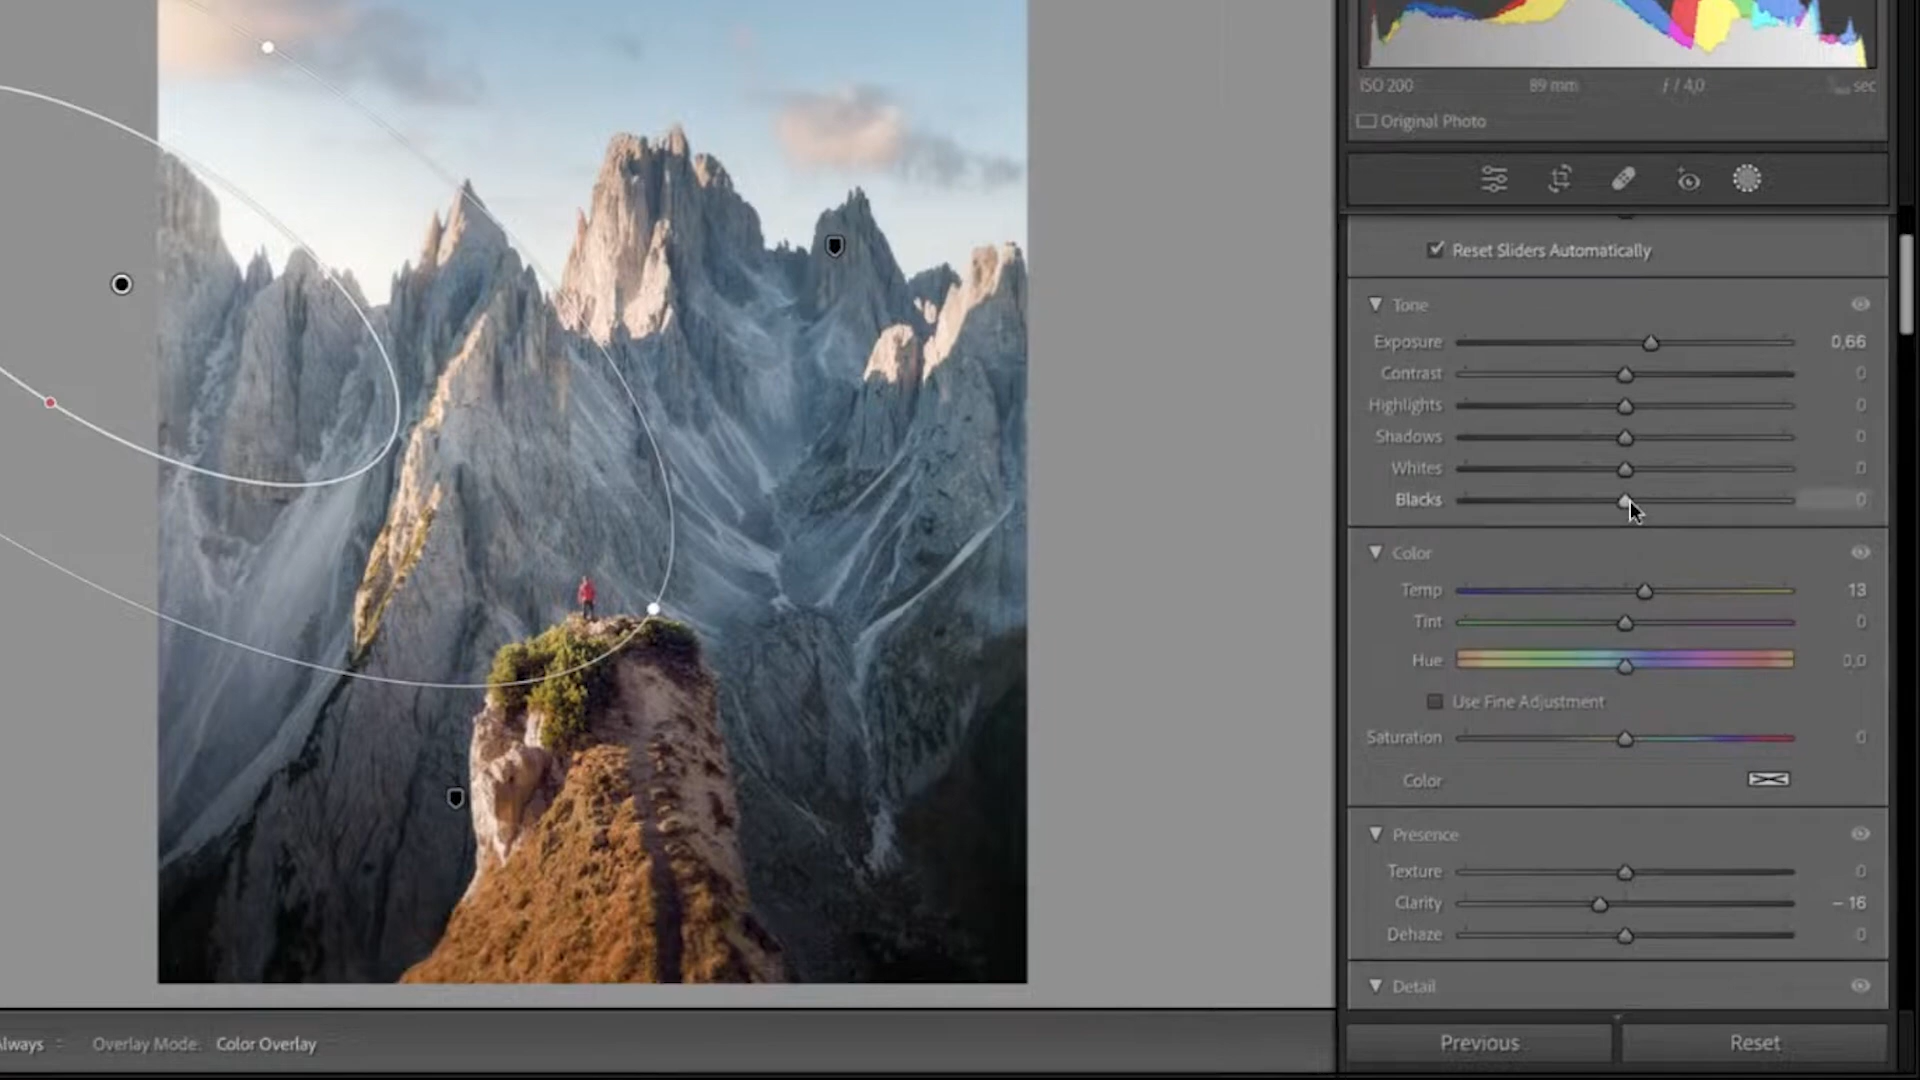 ISO 200 89 mm ƒ / 4,0 sec
Original Photo
Reset Sliders Automatically
Tone
Exposure 0,66
Contrast 0
Highlights 0
Shadows 0
Whites 0
Blacks 0
Color
Temp 13
Tint 0
Hue 0,0
Use Fine Adjustment
Saturation 0
Color
Presence
Texture 0
Clarity – 16
Dehaze 0
Detail
Always Overlay Mode: Color Overlay
Previous Reset